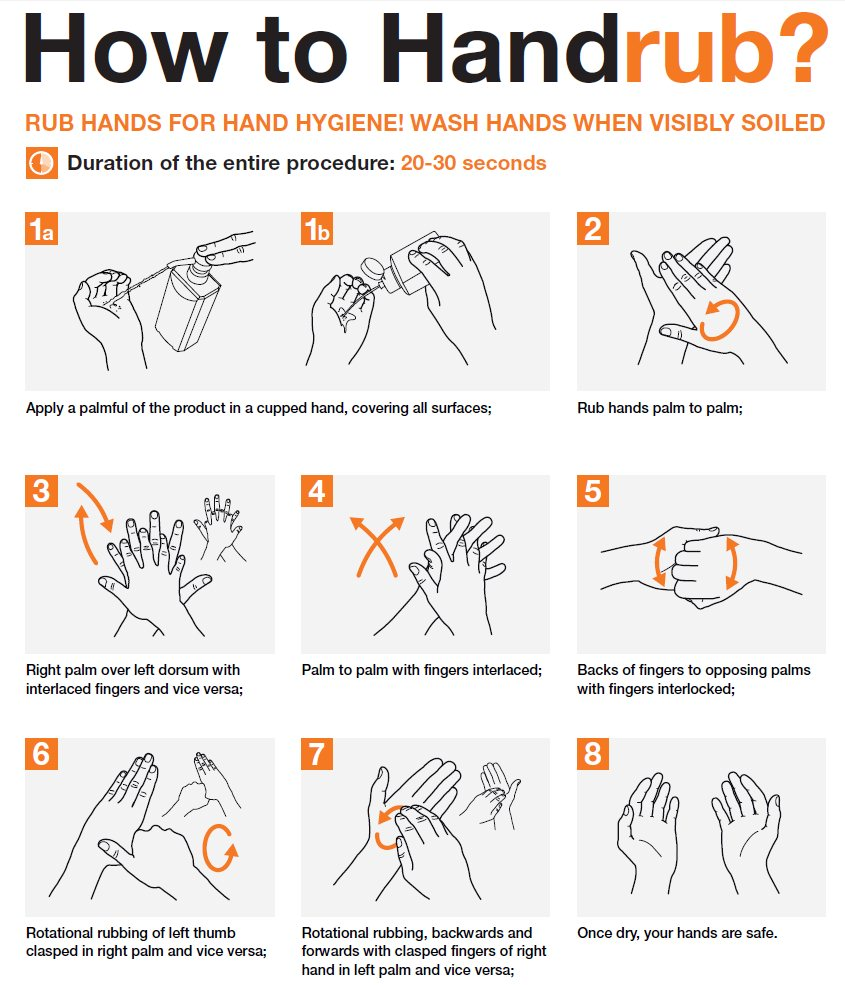 How to Handrub?
RUB HANDS FOR HAND HYGIENE! WASH HANDS WHEN VISIBLY SOILED
Duration of the entire procedure: 20-30 seconds
1a
1b
Apply a palmful of the product in a cupped hand, covering all surfaces;
2
Rub hands palm to palm;
3
Right palm over left dorsum with
interlaced fingers and vice versa;
4
Palm to palm with fingers interlaced;
5
Backs of fingers to opposing palms
with fingers interlocked;
6
Rotational rubbing of left thumb
clasped in right palm and vice versa;
7
Rotational rubbing, backwards and
forwards with clasped fingers of right
hand in left palm and vice versa;
8
Once dry, your hands are safe.